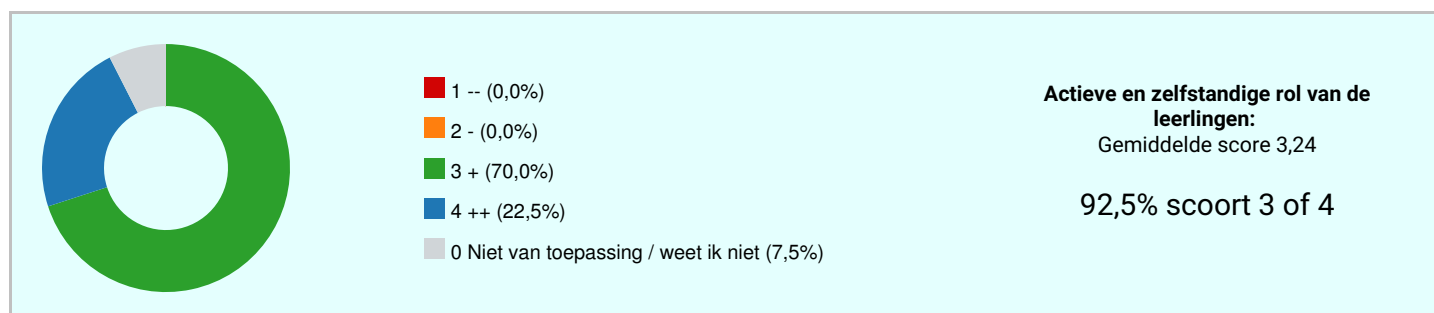 1 -- (0,0%)
2 - (0,0%)
3 + (70,0%)
4 ++ (22,5%)
0 Niet van toepassing / weet ik niet (7,5%)
Actieve en zelfstandige rol van de
leerlingen:
Gemiddelde score 3,24
92,5% scoort 3 of 4